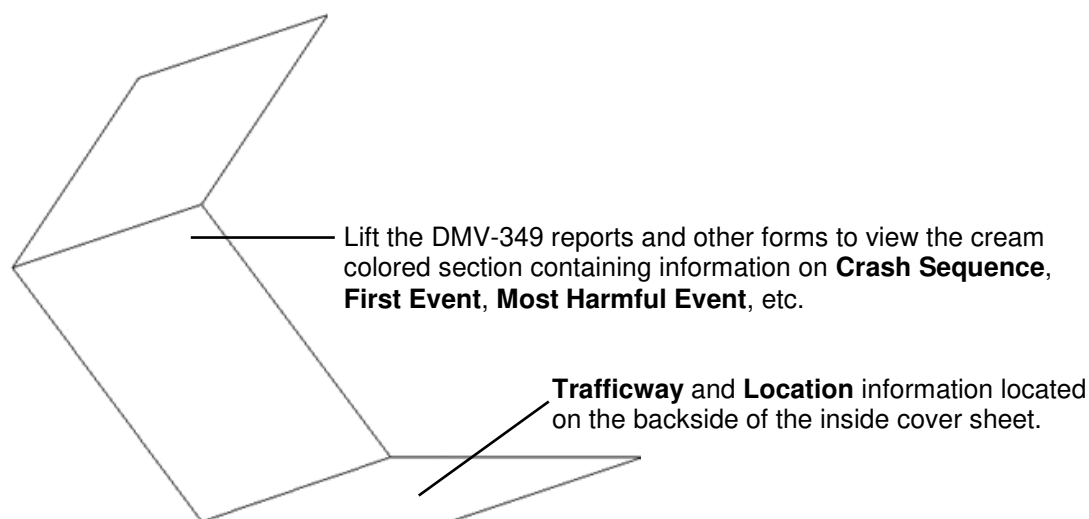 Lift the DMV-349 reports and other forms to view the cream
colored section containing information on Crash Sequence,
First Event, Most Harmful Event, etc.
Trafficway and Location information located
on the backside of the inside cover sheet.